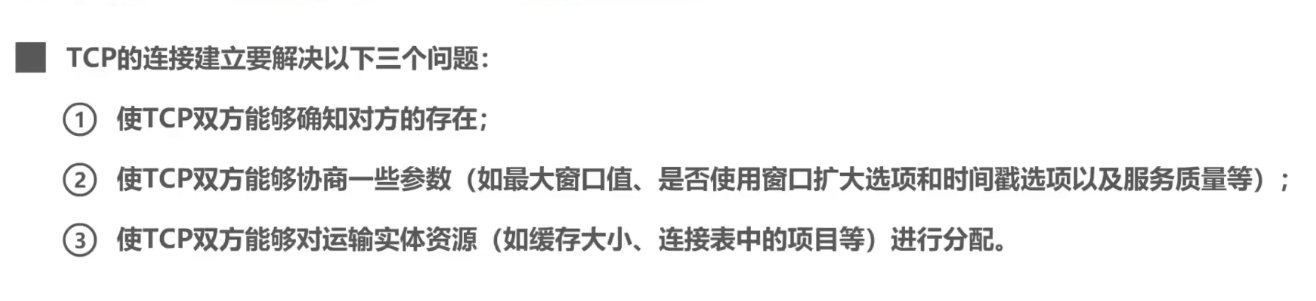 TCP的连接建立要解决以下三个问题：
① 使TCP双方能够确知对方的存在；
② 使TCP双方能够协商一些参数（如最大窗口值、是否使用窗口扩大选项和时间戳选项以及服务质量等）；
③ 使TCP双方能够对运输实体资源（如缓存大小、连接表中的项目等）进行分配。